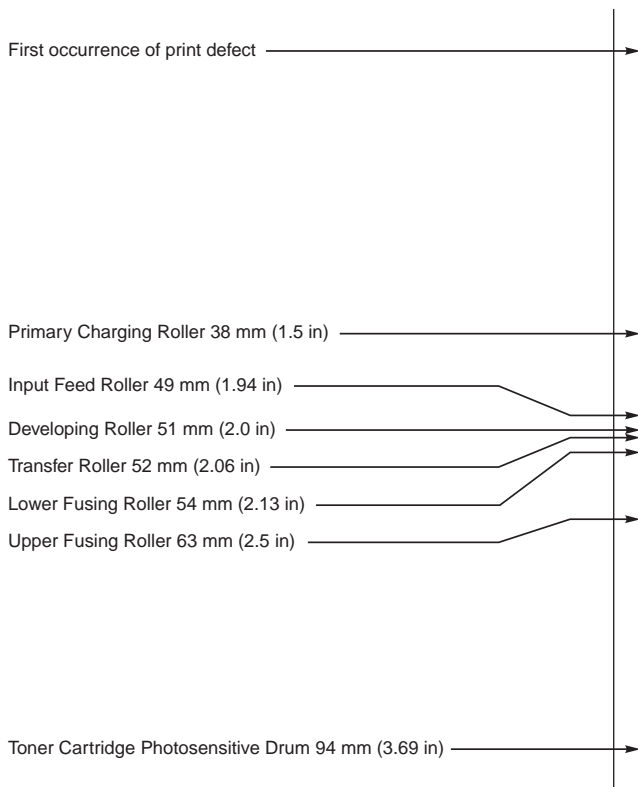 First occurrence of print defect
Primary Charging Roller 38 mm (1.5 in)
Input Feed Roller 49 mm (1.94 in)
Developing Roller 51 mm (2.0 in)
Transfer Roller 52 mm (2.06 in)
Lower Fusing Roller 54 mm (2.13 in)
Upper Fusing Roller 63 mm (2.5 in)
Toner Cartridge Photosensitive Drum 94 mm (3.69 in)